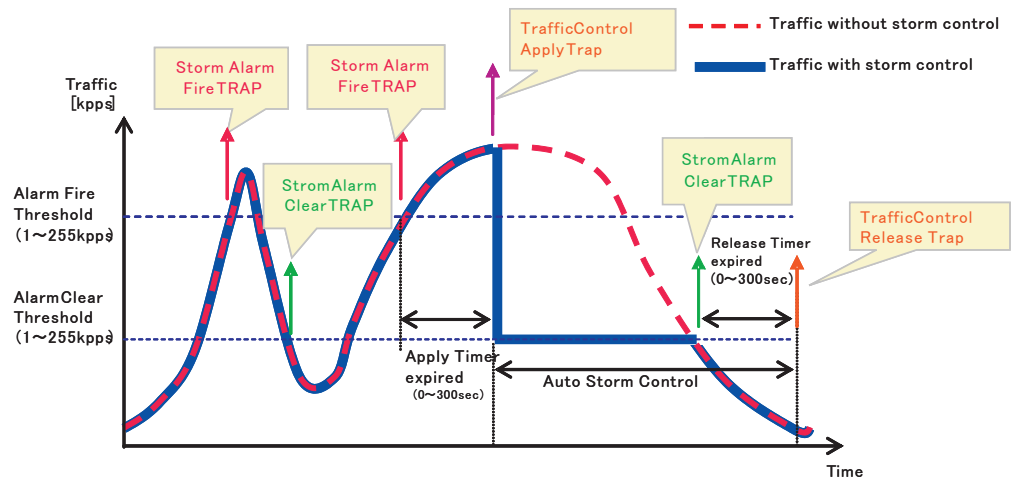 Traffic without storm control
Traffic with storm control
TrafficControl
ApplyTrap
Storm Alarm
FireTRAP
Storm Alarm
FireTRAP
Traffic
[kpps]
StromAlarm
ClearTRAP
StromAlarm
ClearTRAP
Alarm Fire
Threshold
(1～255kpps)
TrafficControl
Release Trap
Release Timer
expired
(0～300sec)
AlarmClear
Threshold
(1～255kpps)
Apply Timer
expired
(0～300sec)
Auto Storm Control
Time